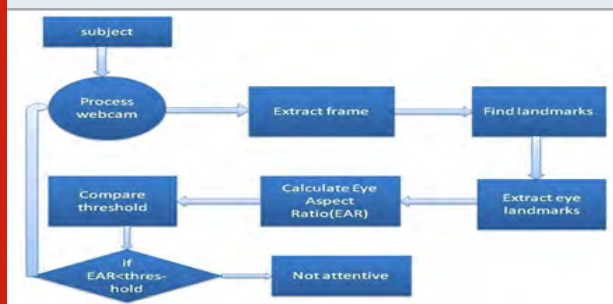 subject
Process
webcam
Extract frame
Find landmarks
Extract eye
landmarks
Calculate Eye
Aspect
Ratio(EAR)
Compare
threshold
If
EAR<thres-
hold
Not attentive